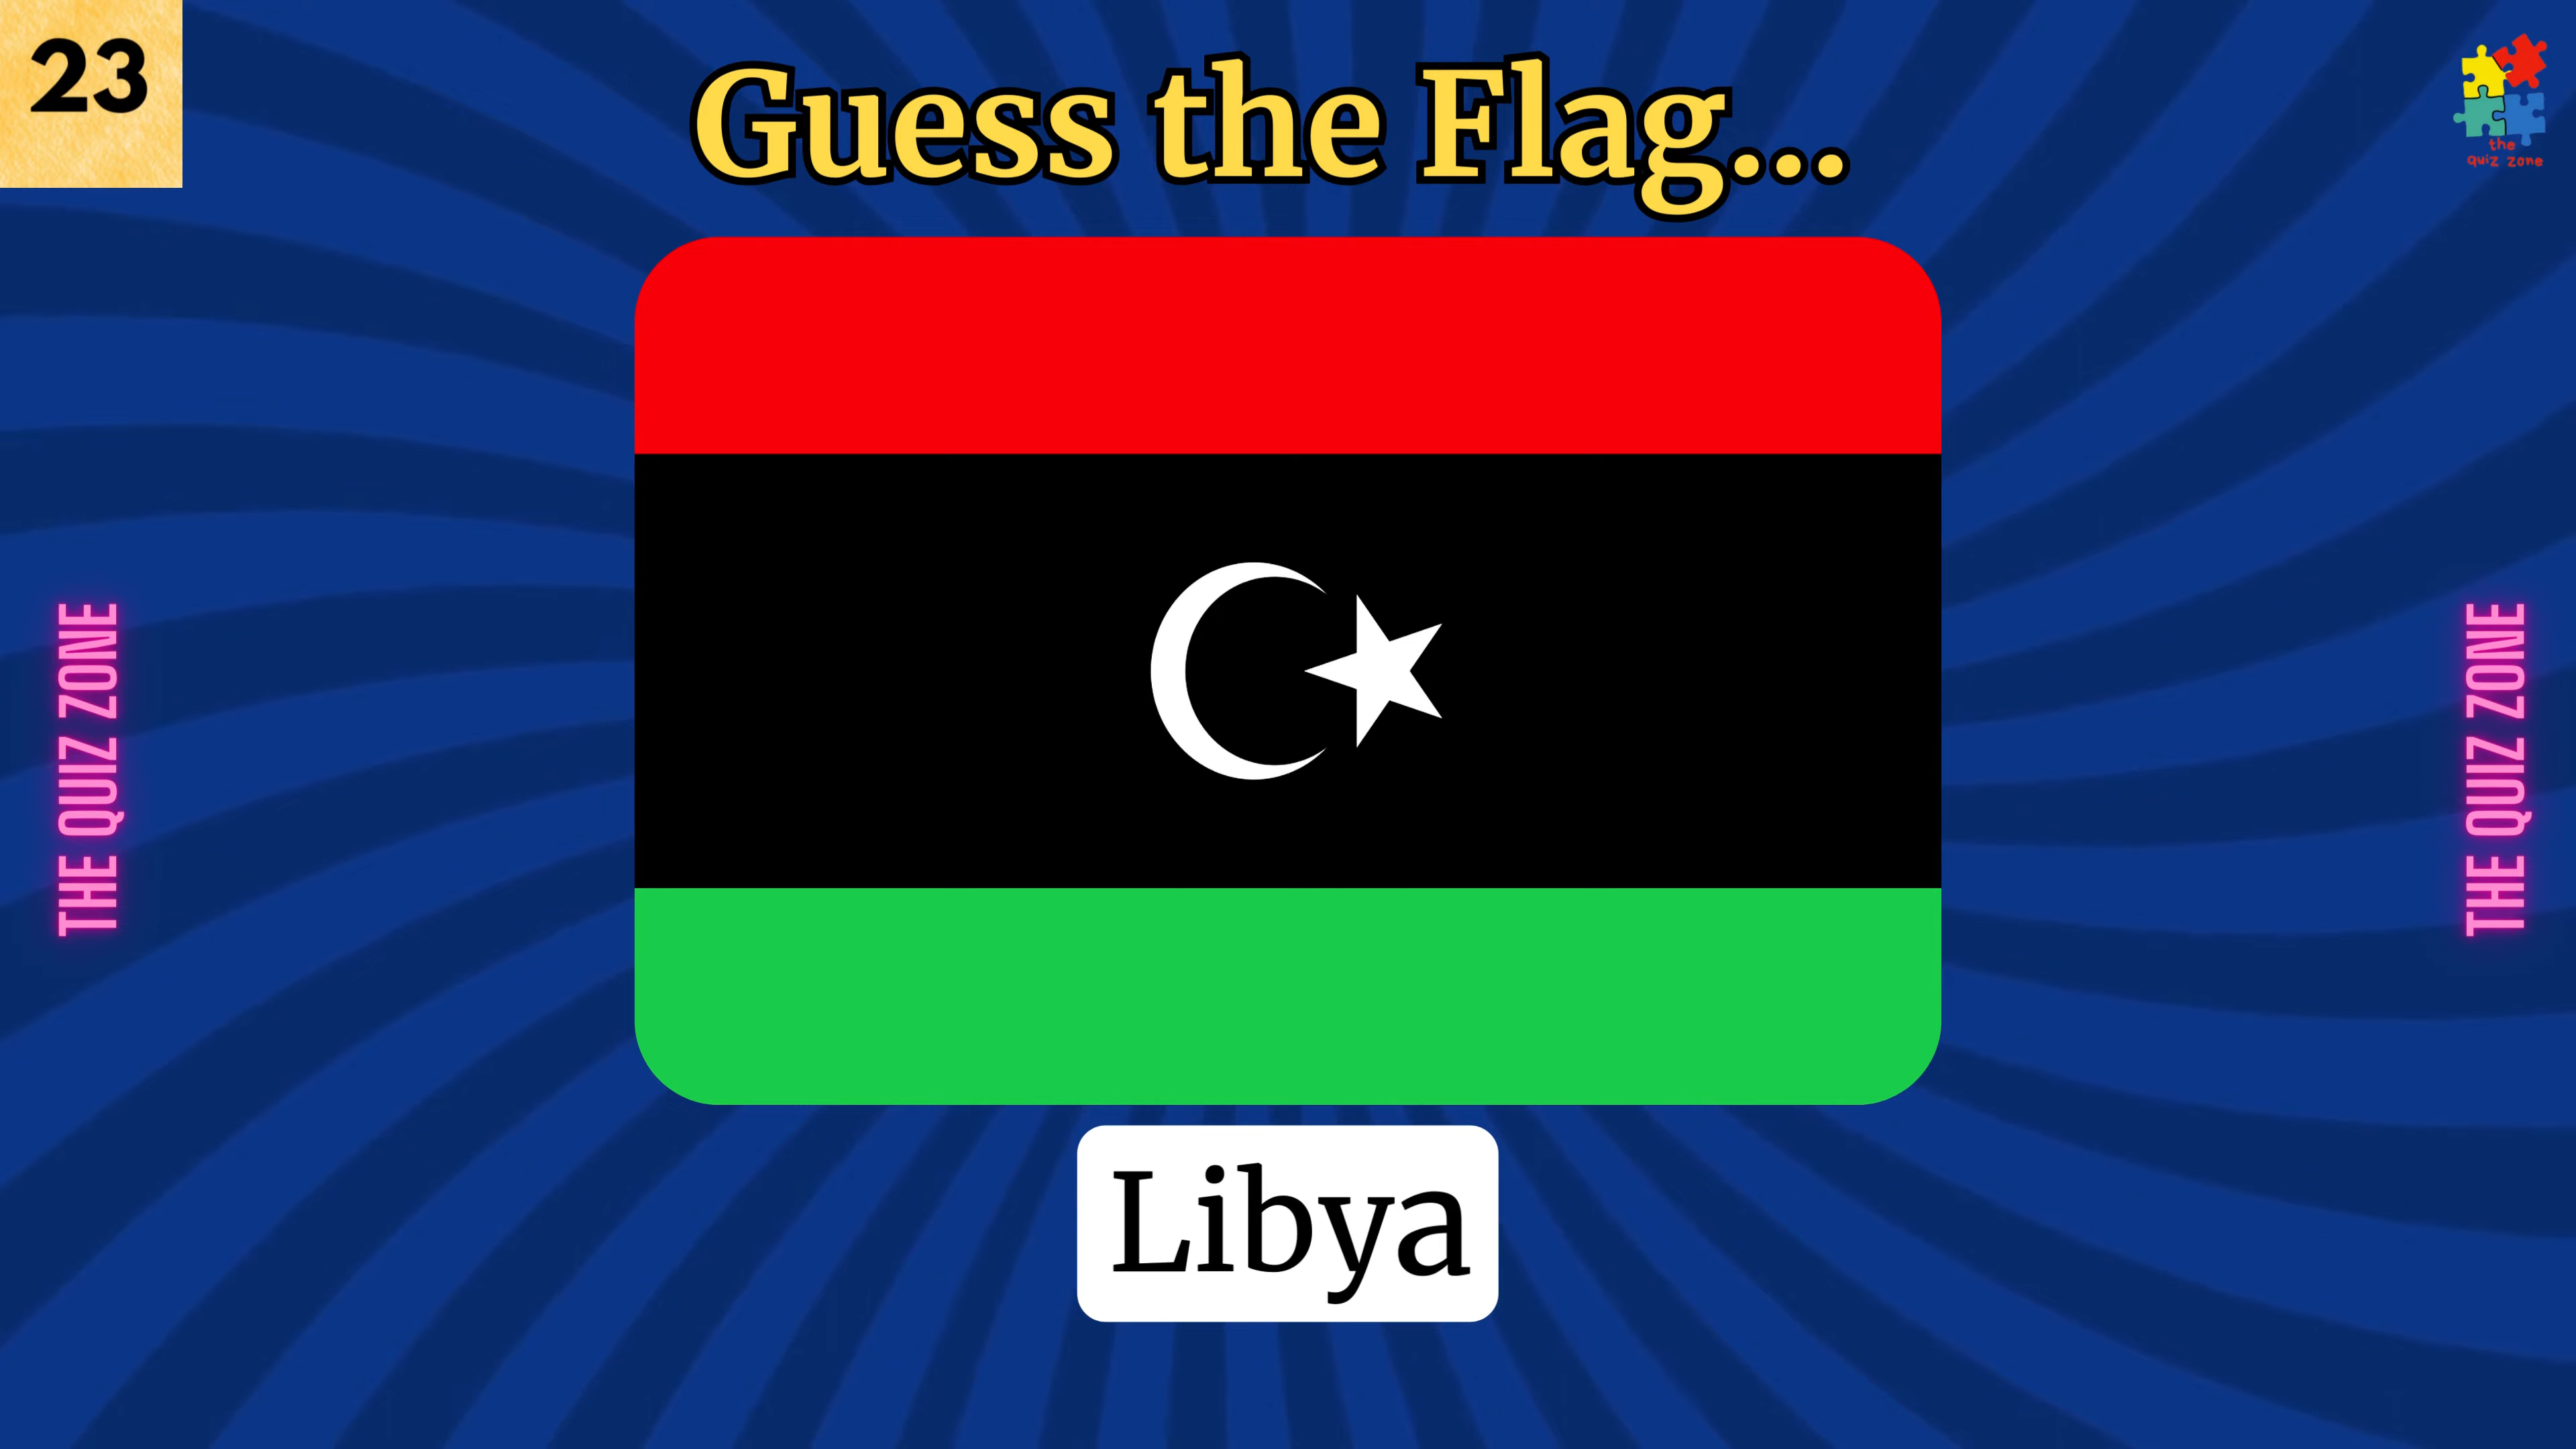 23
Guess the Flag...
the
quiz zone
THE QUIZ ZONE
THE QUIZ ZONE
Libya